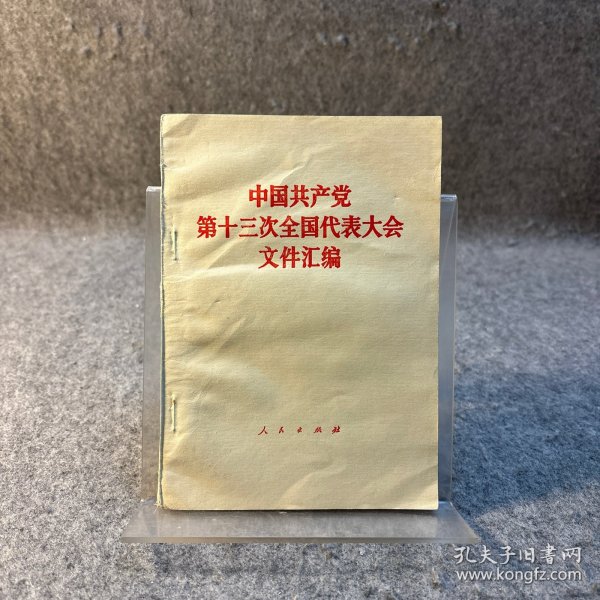 中国共产党
第十三次全国代表大会
文件汇编
人民出版社
孔夫子旧書网
www.kongfz.com